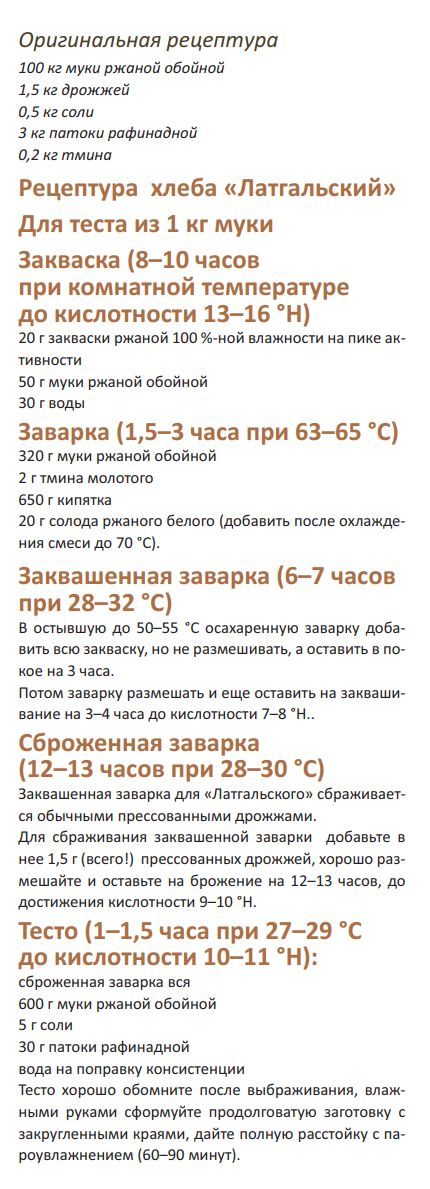 Оригинальная рецептура
100 кг муки ржаной обойной
1,5 кг дрожжей
0,5 кг соли
3 кг патоки рафинадной
0,2 кг тмина
Рецептура хлеба «Латгальский»
Для теста из 1 кг муки
Закваска (8–10 часов
при комнатной температуре
до кислотности 13–16 °Н)
20 г закваски ржаной 100 %-ной влажности на пике ак-
тивности
50 г муки ржаной обойной
30 г воды
Заварка (1,5–3 часа при 63–65 °С)
320 г муки ржаной обойной
2 г тмина молотого
650 г кипятка
20 г солода ржаного белого (добавить после охлажде-
ния смеси до 70 °С).
Заквашенная заварка (6–7 часов
при 28–32 °С)
В остывшую до 50–55 °С осахаренную заварку доба-
вить всю закваску, но не размешивать, а оставить в по-
кое на 3 часа.
Потом заварку размешать и еще оставить на закваши-
вание на 3–4 часа до кислотности 7–8 °Н..
Сброженная заварка
(12–13 часов при 28–30 °С)
Заквашенная заварка для «Латгальского» сбраживает-
ся обычными прессованными дрожжами.
Для сбраживания заквашенной заварки добавьте в
нее 1,5 г (всего!) прессованных дрожжей, хорошо раз-
мешайте и оставьте на брожение на 12–13 часов, до
достижения кислотности 9–10 °Н.
Тесто (1–1,5 часа при 27–29 °С
до кислотности 10–11 °Н):
сброженная заварка вся
600 г муки ржаной обойной
5 г соли
30 г патоки рафинадной
вода на поправку консистенции
Тесто хорошо обомните после выбраживания, влаж-
ными руками сформуйте продолговатую заготовку с
закругленными краями, дайте полную расстойку с па-
роувлажнением (60–90 минут).